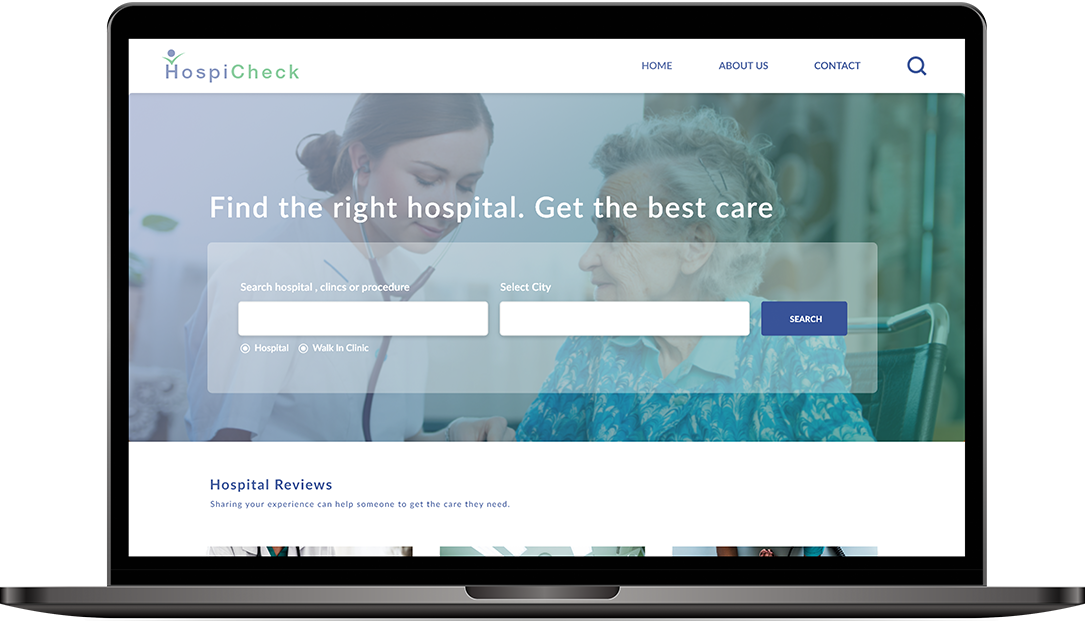 HospiCheck
HOME ABOUT US CONTACT
Find the right hospital. Get the best care
Search hospital , clincs or procedure
Select City
SEARCH
Hospital Walk In Clinic
Hospital Reviews
Sharing your experience can help someone to get the care they need.